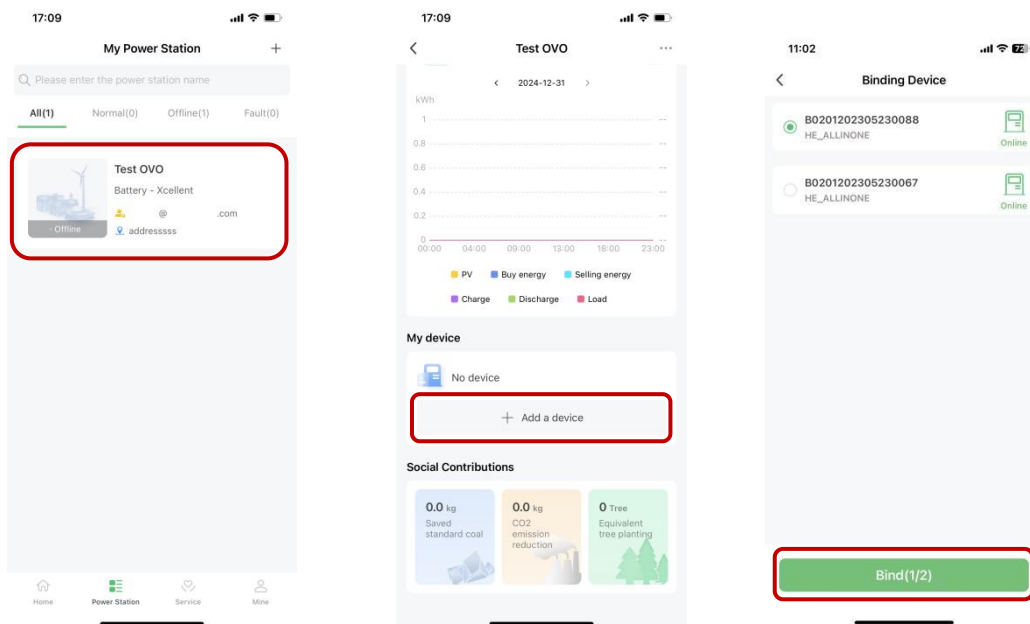 17:09
My Power Station
+
Please enter the power station name
All(1) Normal(0) Offline(1) Fault(0)
Test OVO
Battery - Xcellent
@ .com
- Offline
addresssss
Home Power Station Service Mine
17:09
Test OVO
...
< 2024-12-31 >
kWh
1 --
0.8 --
0.6 --
0.4 --
0.2 --
0 --
00:00 04:00 09:00 13:00 18:00 23:00
PV Buy energy Selling energy
Charge Discharge Load
My device
No device
+ Add a device
Social Contributions
0.0 kg
Saved
standard coal
0.0 kg
CO2
emission
reduction
0 Tree
Equivalent
tree planting
11:02
72
Binding Device
B0201202305230088
HE_ALLINONE
Online
B0201202305230067
HE_ALLINONE
Online
Bind(1/2)